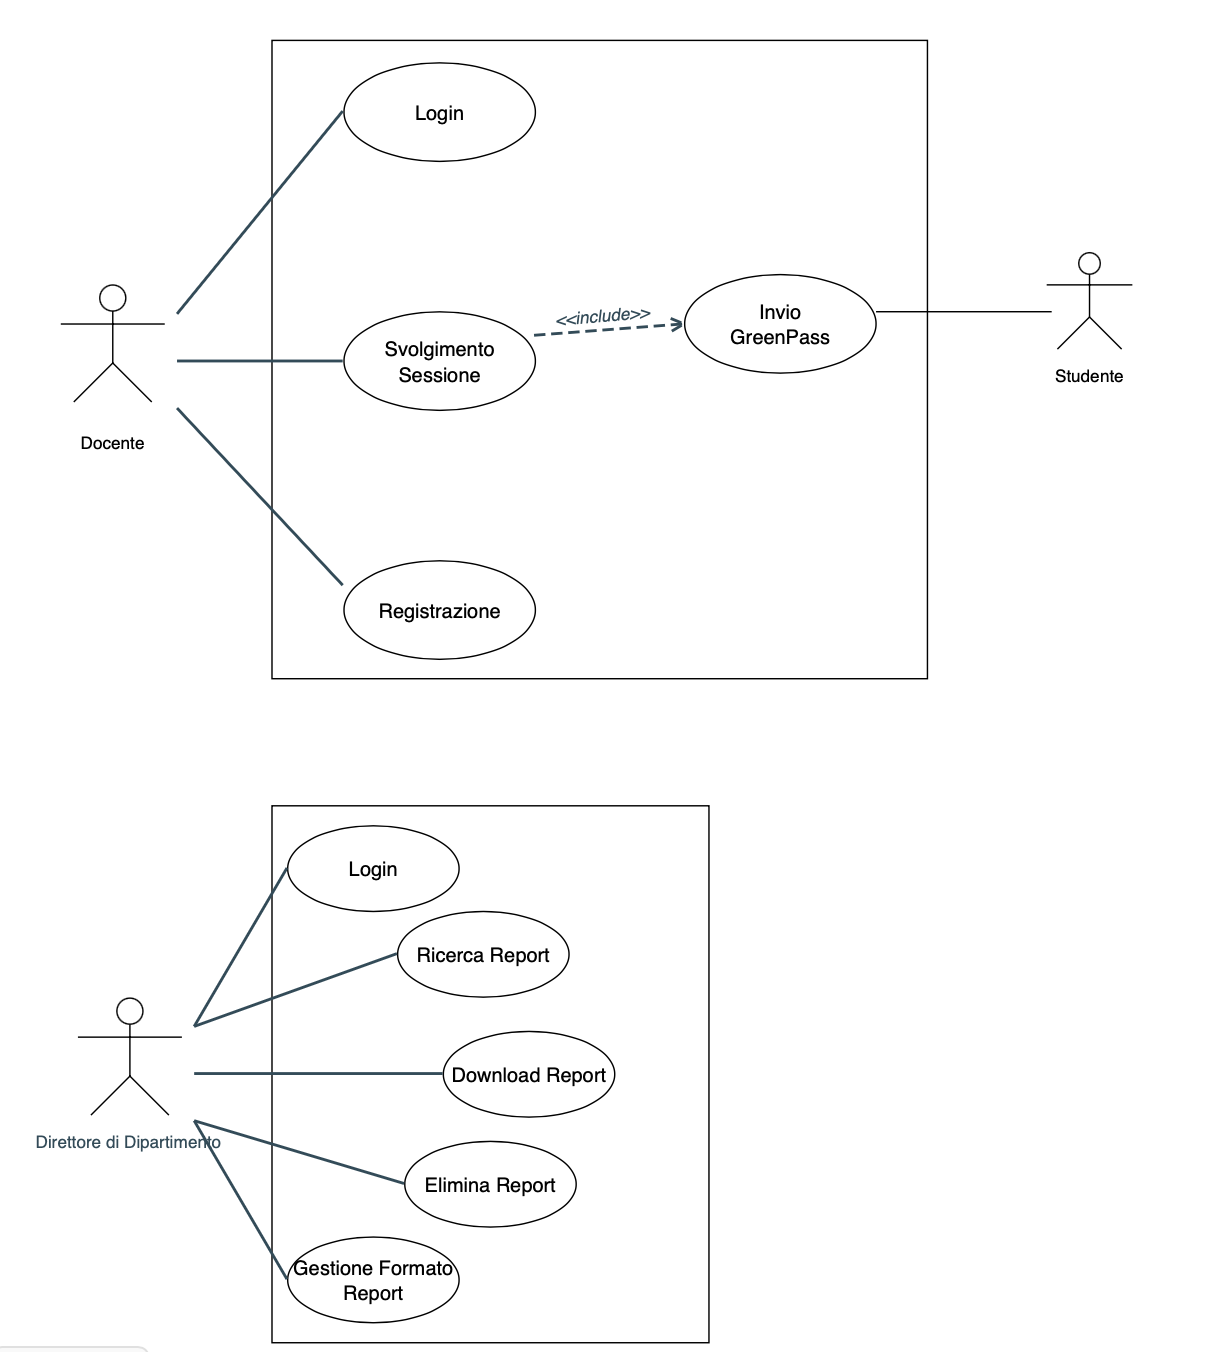 Login
<<include>>
Invio
GreenPass
Svolgimento
Sessione
Studente
Docente
Registrazione
Login
Ricerca Report
Download Report
Direttore di Dipartimento
Elimina Report
Gestione Formato
Report